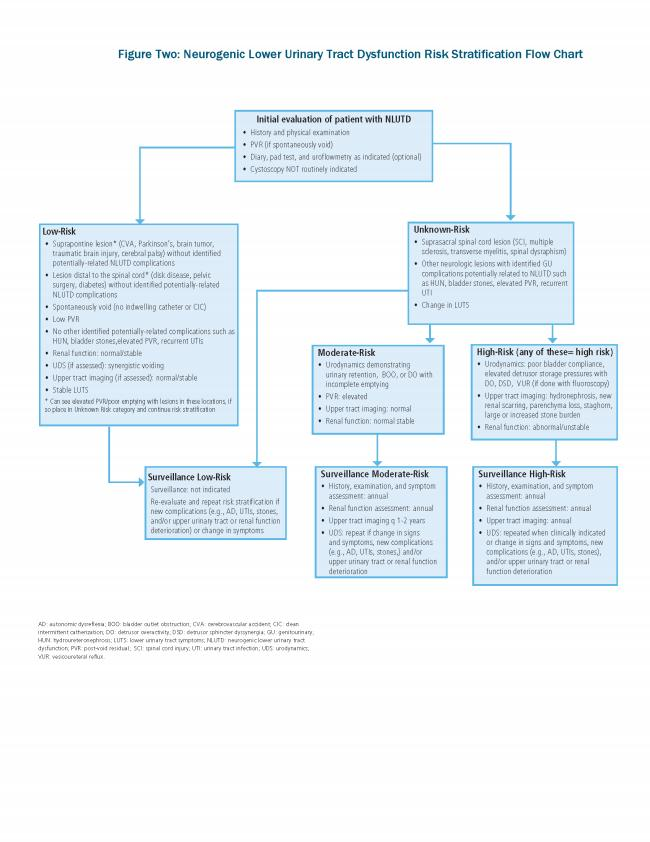 Figure Two: Neurogenic Lower Urinary Tract Dysfunction Risk Stratification Flow Chart
Initial evaluation of patient with NLUTD
• History and physical examination
• PVR (if spontaneously void)
• Diary, pad test, and uroflowmetry as indicated (optional)
• Cystoscopy NOT routinely indicated
Low-Risk
• Suprapontine lesion* (CVA, Parkinson's, brain tumor,
traumatic brain injury, cerebral palsy) without identified
potentially-related NLUTD complications
• Lesion distal to the spinal cord* (disk disease, pelvic
surgery, diabetes) without identified potentially-related
NLUTD complications
• Spontaneously void (no indwelling catheter or CIC)
• Low PVR
• No other identified potentially-related complications such as
HUN, bladder stones,elevated PVR, recurrent UTIs
• Renal function: normal/stable
• UDS (if assessed): synergistic voiding
• Upper tract imaging (if assessed): normal/stable
• Stable LUTS
* Can see elevated PVR/poor emptying with lesions in these locations, if
so place in Unknown Risk category and continue risk stratification
Unknown-Risk
• Suprasacral spinal cord lesion (SCI, multiple
sclerosis, transverse myelitis, spinal dysraphism)
• Other neurologic lesions with identified GU
complications potentially related to NLUTD such
as HUN, bladder stones, elevated PVR, recurrent
UTI
• Change in LUTS
Moderate-Risk
• Urodynamics demonstrating
urinary retention, BOO, or DO with
incomplete emptying
• PVR: elevated
• Upper tract imaging: normal
• Renal function: normal stable
High-Risk (any of these= high risk)
• Urodynamics: poor bladder compliance,
elevated detrusor storage pressures with
DO, DSD, VUR (if done with fluoroscopy)
• Upper tract imaging: hydronephrosis, new
renal scarring, parenchyma loss, staghorn,
large or increased stone burden
• Renal function: abnormal/unstable
Surveillance Low-Risk
Surveillance: not indicated
Re-evaluate and repeat risk stratification if
new complications (e.g., AD, UTIs, stones,
and/or upper urinary tract or renal function
deterioration) or change in symptoms
Surveillance Moderate-Risk
• History, examination, and symptom
assessment: annual
• Renal function assessment: annual
• Upper tract imaging q 1-2 years
• UDS: repeat if change in signs
and symptoms, new complications
(e.g., AD, UTIs, stones,) and/or
upper urinary tract or renal function
deterioration
Surveillance High-Risk
• History, examination, and symptom
assessment: annual
• Renal function assessment: annual
• Upper tract imaging: annual
• UDS: repeated when clinically indicated
or change in signs and symptoms, new
complications (e.g., AD, UTIs, stones),
and/or upper urinary tract or renal
function deterioration
AD: autonomic dysreflexia; BOO: bladder outlet obstruction, CVA: cerebrovascular accident; CIC: clean
intermittent catherization; DO: detrusor overactivity, DSD: detrusor sphincter dyssynergia; GU: genitourinary,
HUN: hydroureteronephrosis; LUTS: lower urinary tract symptoms; NLUTD: neurogenic lower urinary tract
dysfunction; PVR: post-void residual; SCI: spinal cord injury; UTI: urinary tract infection; UDS: urodynamics;
VUR: vesicoureteral reflux.